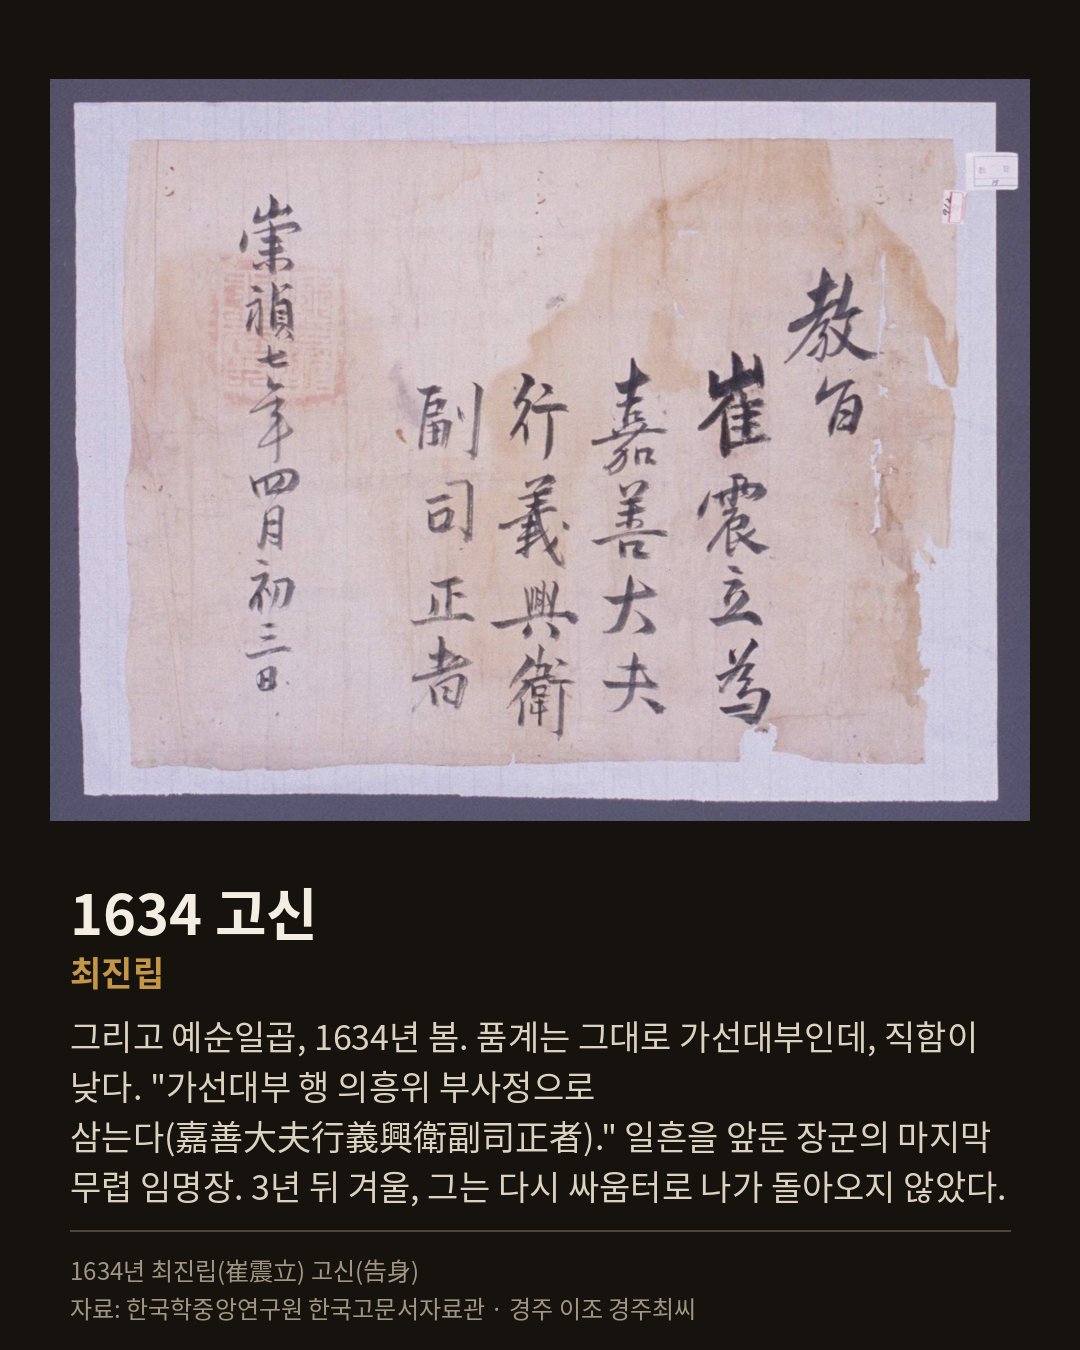 教旨
崔震立爲
嘉善大夫
行義興衛
副司正者
崇禎七年四月初三日
1634 고신
최진립
그리고 예순일곱, 1634년 봄. 품계는 그대로 가선대부인데, 직함이
낮다. "가선대부 행 의흥위 부사정으로
삼는다(嘉善大夫行義興衛副司正者)." 일흔을 앞둔 장군의 마지막
무렵 임명장. 3년 뒤 겨울, 그는 다시 싸움터로 나가 돌아오지 않았다.
1634년 최진립(崔震立) 고신(告身)
자료: 한국학중앙연구원 한국고문서자료관 · 경주 이조 경주최씨